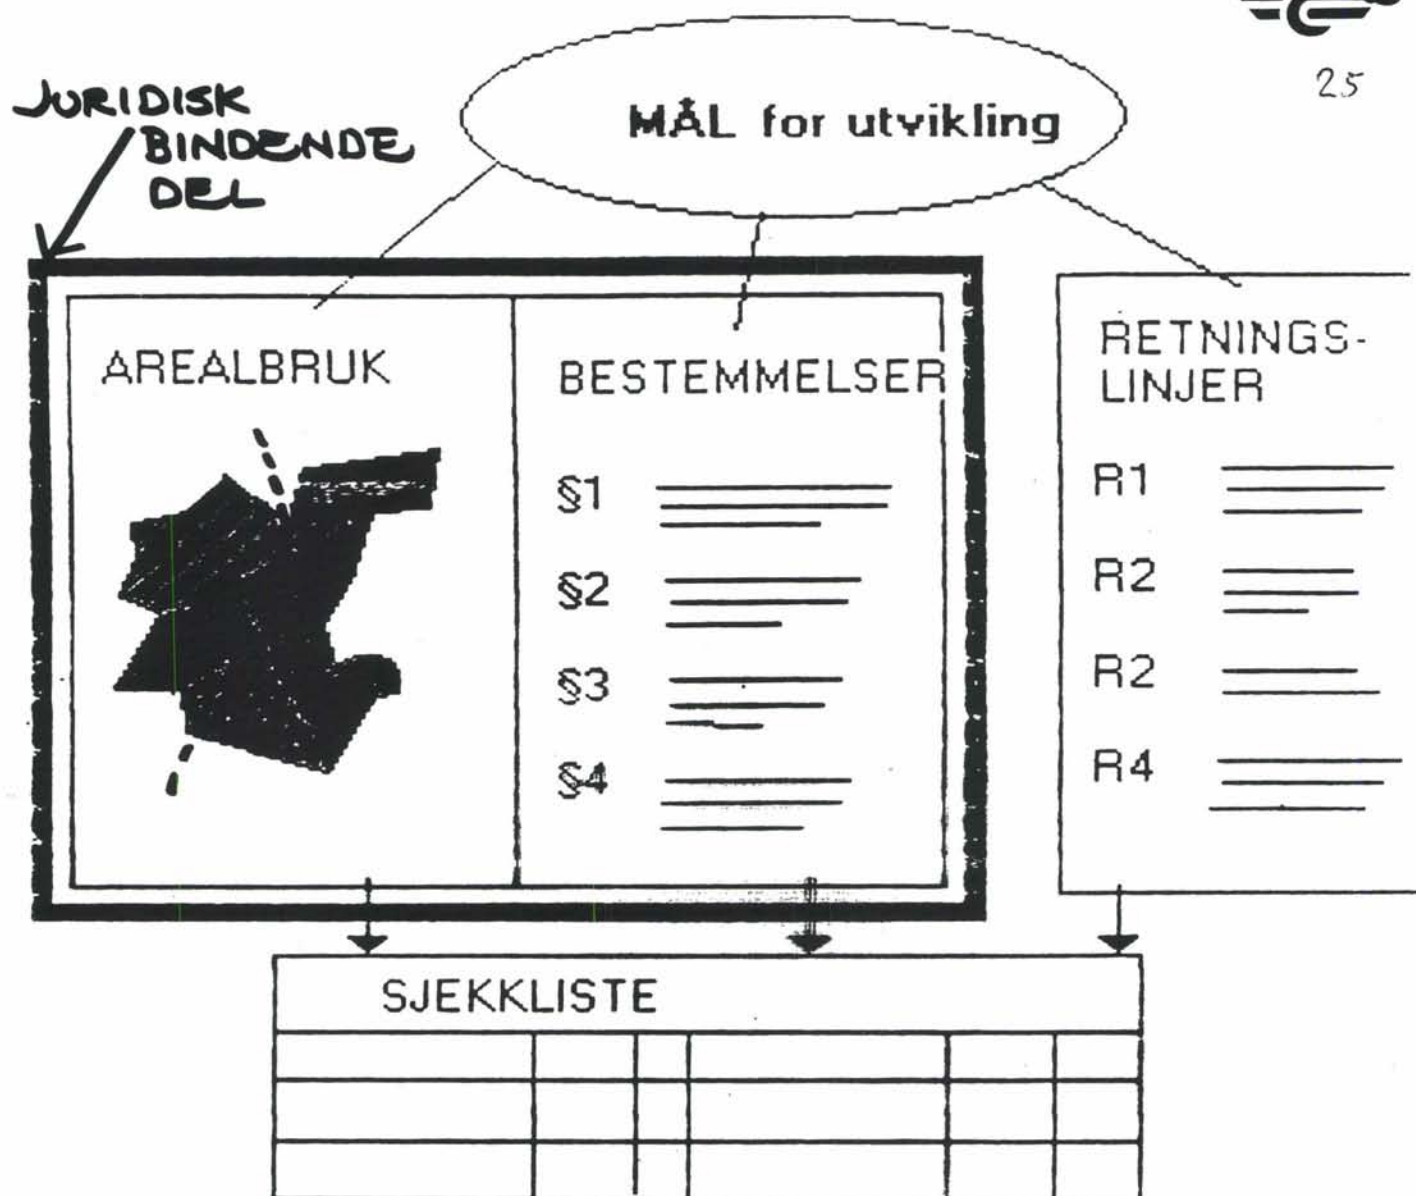 25
JURIDISK
BINDENDE
DEL
MÅL for utvikling
AREALBRUK
BESTEMMELSER
§1
§2
§3
§4
RETNINGS-
LINJER
R1
R2
R2
R4
SJEKKLISTE